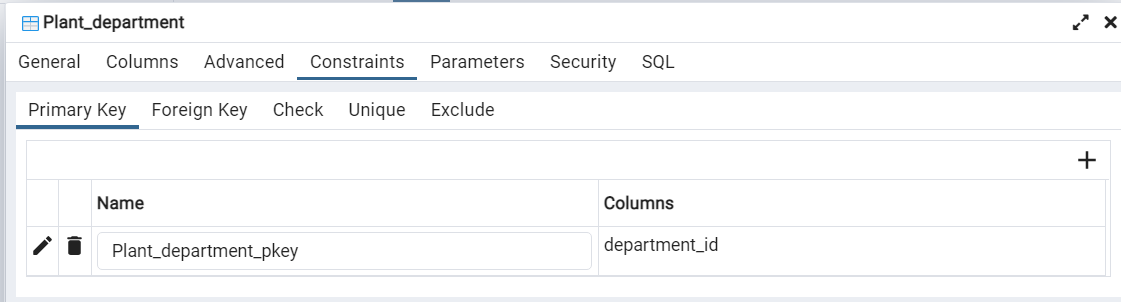 Plant_department
General Columns Advanced Constraints Parameters Security SQL
Primary Key Foreign Key Check Unique Exclude
Name Columns
Plant_department_pkey department_id